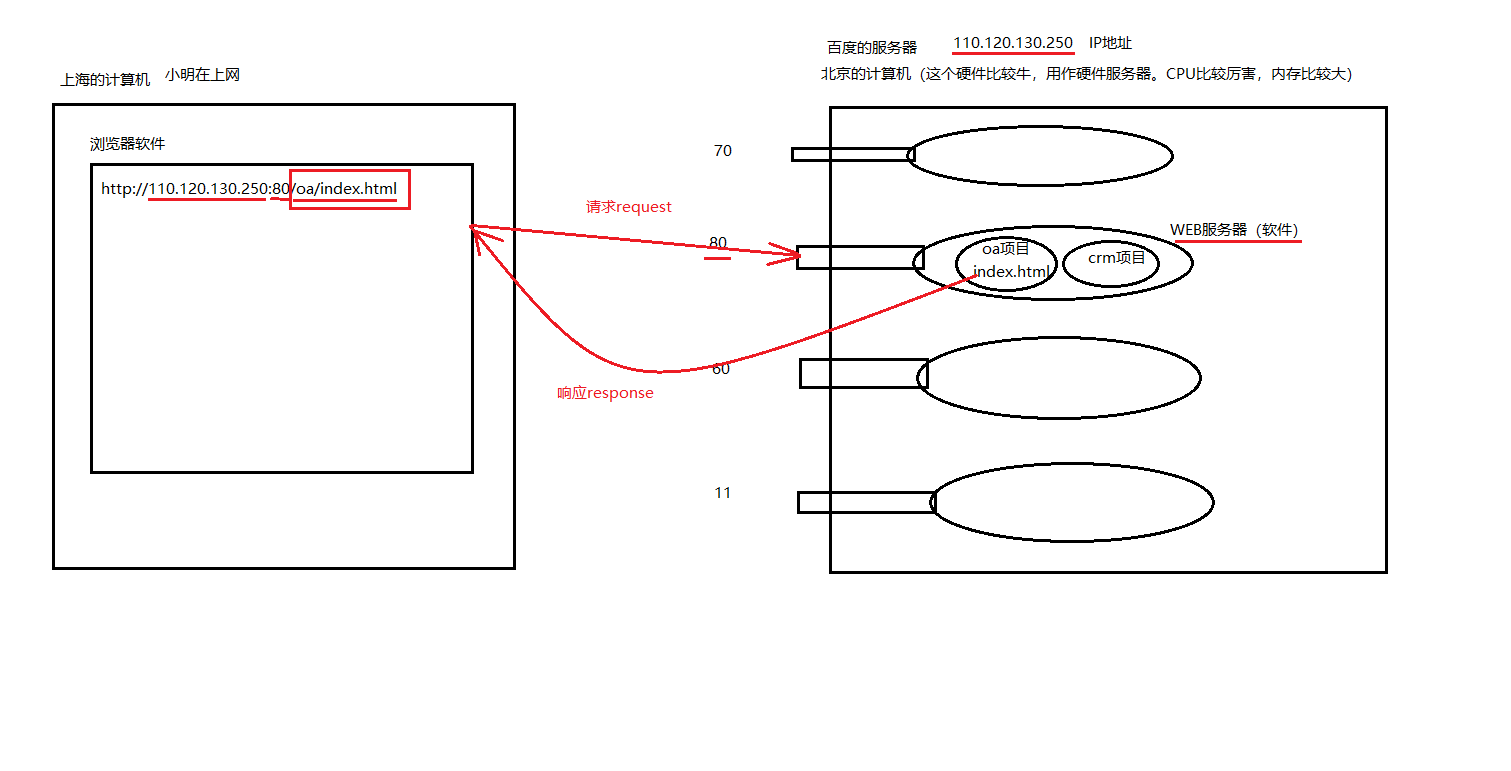 百度的服务器 110.120.130.250 IP地址
上海的计算机 小明在上网
北京的计算机（这个硬件比较牛，用作硬件服务器。CPU比较厉害，内存比较大）
浏览器软件
http://110.120.130.250:80/oa/index.html
请求request
响应response
70
80
60
11
WEB服务器（软件）
oa项目
index.html
crm项目